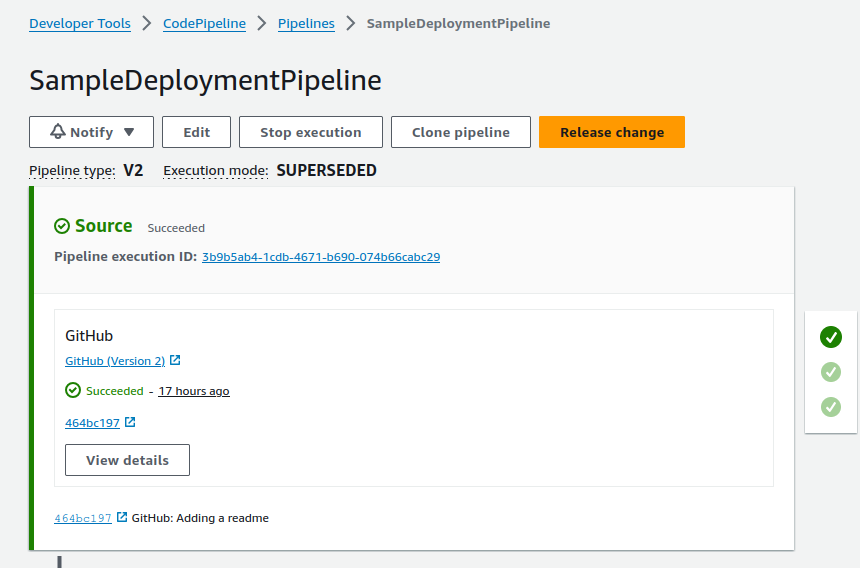 Developer Tools > CodePipeline > Pipelines > SampleDeploymentPipeline
SampleDeploymentPipeline
Notify Edit Stop execution Clone pipeline Release change
Pipeline type: V2 Execution mode: SUPERSEDED
Source Succeeded
Pipeline execution ID: 3b9b5ab4-1cdb-4671-b690-074b66cabc29
GitHub
GitHub (Version 2)
Succeeded - 17 hours ago
464bc197
View details
464bc197 GitHub: Adding a readme